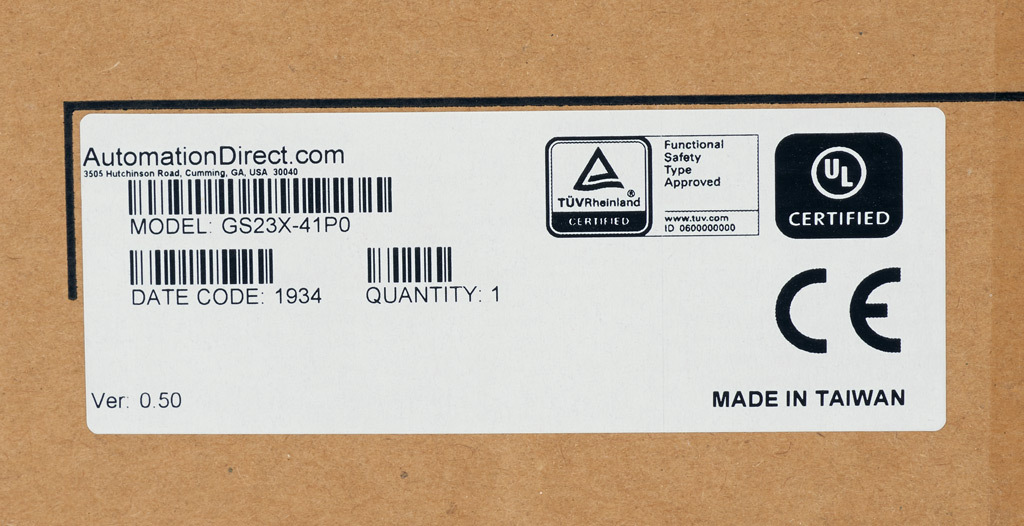 AutomationDirect.com
3505 Hutchinson Road, Cumming, GA, USA 30040
MODEL: GS23X-41P0
DATE CODE: 1934
QUANTITY: 1
Ver: 0.50
TÜVRheinland®
CERTIFIED
Functional
Safety
Type
Approved
www.tuv.com
ID 0600000000
UL
CERTIFIED
CE
MADE IN TAIWAN